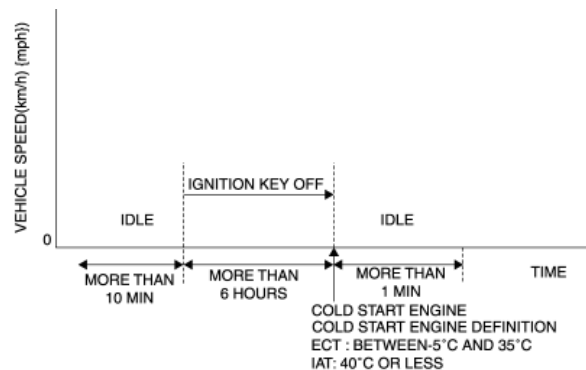 VEHICLE SPEED(km/h) {mph})
IGNITION KEY OFF
IDLE
IDLE
0
MORE THAN
10 MIN
MORE THAN
6 HOURS
MORE THAN
1 MIN
TIME
COLD START ENGINE
COLD START ENGINE DEFINITION
ECT : BETWEEN-5°C AND 35°C
IAT: 40°C OR LESS